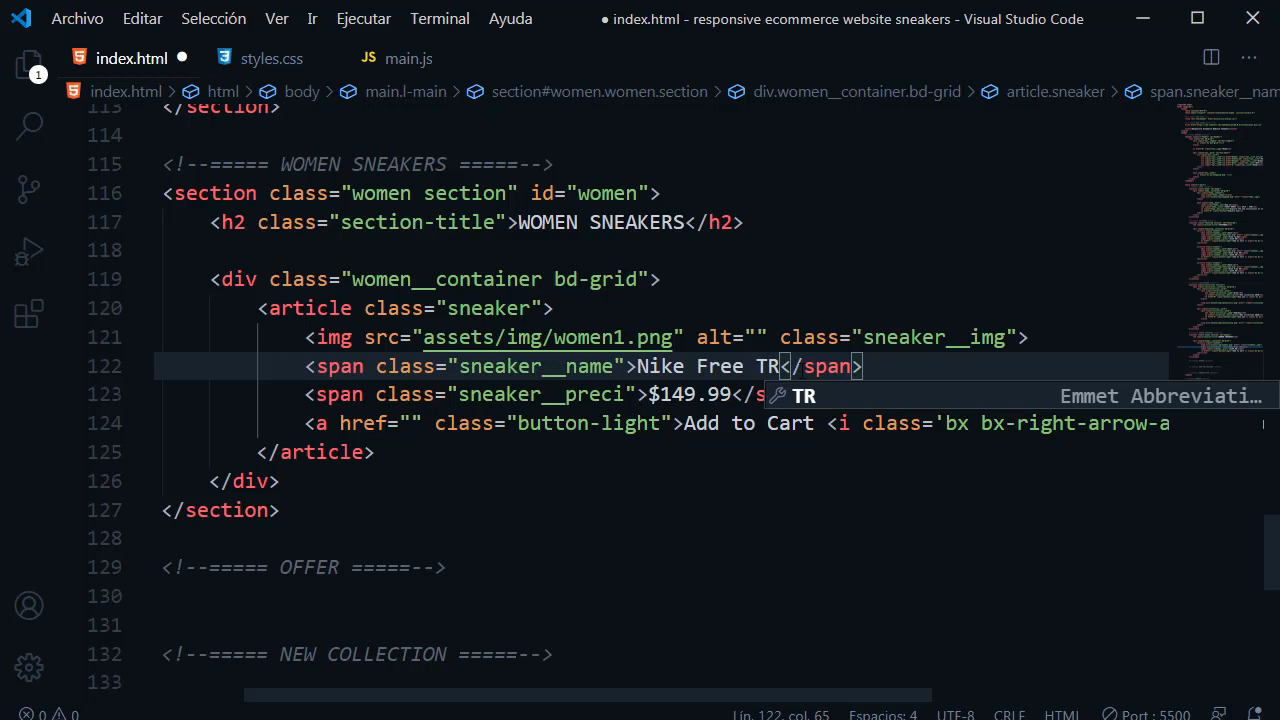 Archivo Editar Selección Ver Ir Ejecutar Terminal Ayuda ● index.html - responsive ecommerce website sneakers - Visual Studio Code
index.html ● styles.css JS main.js
1
index.html > html > body > main.l-main > section#women.women.section > div.women__container.bd-grid > article.sneaker > span.sneaker__name
113 </section>
114
115 <!--===== WOMEN SNEAKERS =====-->
116 <section class="women section" id="women">
117 <h2 class="section-title">WOMEN SNEAKERS</h2>
118
119 <div class="women__container bd-grid">
120 <article class="sneaker">
121 <img src="assets/img/women1.png" alt="" class="sneaker__img">
122 <span class="sneaker__name">Nike Free TR</span>
123 <span class="sneaker__preci">$149.99</s
TR Emmet Abbreviati...
124 <a href="" class="button-light">Add to Cart <i class='bx bx-right-arrow-a
125 </article>
126 </div>
127 </section>
128
129 <!--===== OFFER =====-->
130
131
132 <!--===== NEW COLLECTION =====-->
133
0 0 Lín. 122, col. 65 Espacios: 4 UTF-8 CRLF HTML Port : 5500